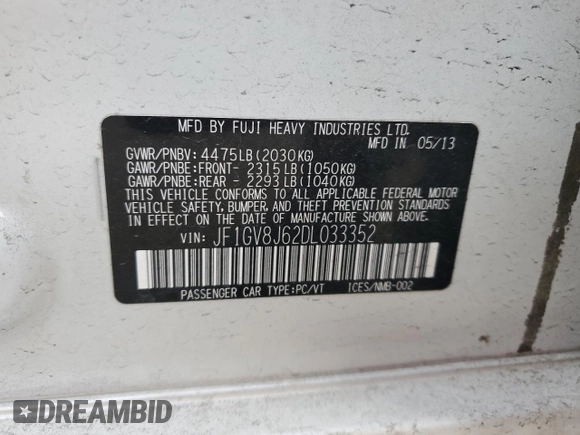 MFD BY FUJI HEAVY INDUSTRIES LTD.
MFD IN 05/13
GVWR/PNBV: 4475LB(2030KG)
GAWR/PNBE:FRONT- 2315LB(1050KG)
GAWR/PNBE:REAR - 2293LB(1040KG)
THIS VEHICLE CONFORMS TO ALL APPLICABLE FEDERAL MOTOR
VEHICLE SAFETY, BUMPER, AND THEFT PREVENTION STANDARDS
IN EFFECT ON THE DATE OF MANUFACTURE SHOWN ABOVE.
VIN: JF1GV8J62DL033352
PASSENGER CAR TYPE:PC/VT ICES/NMB-002
DREAMBID